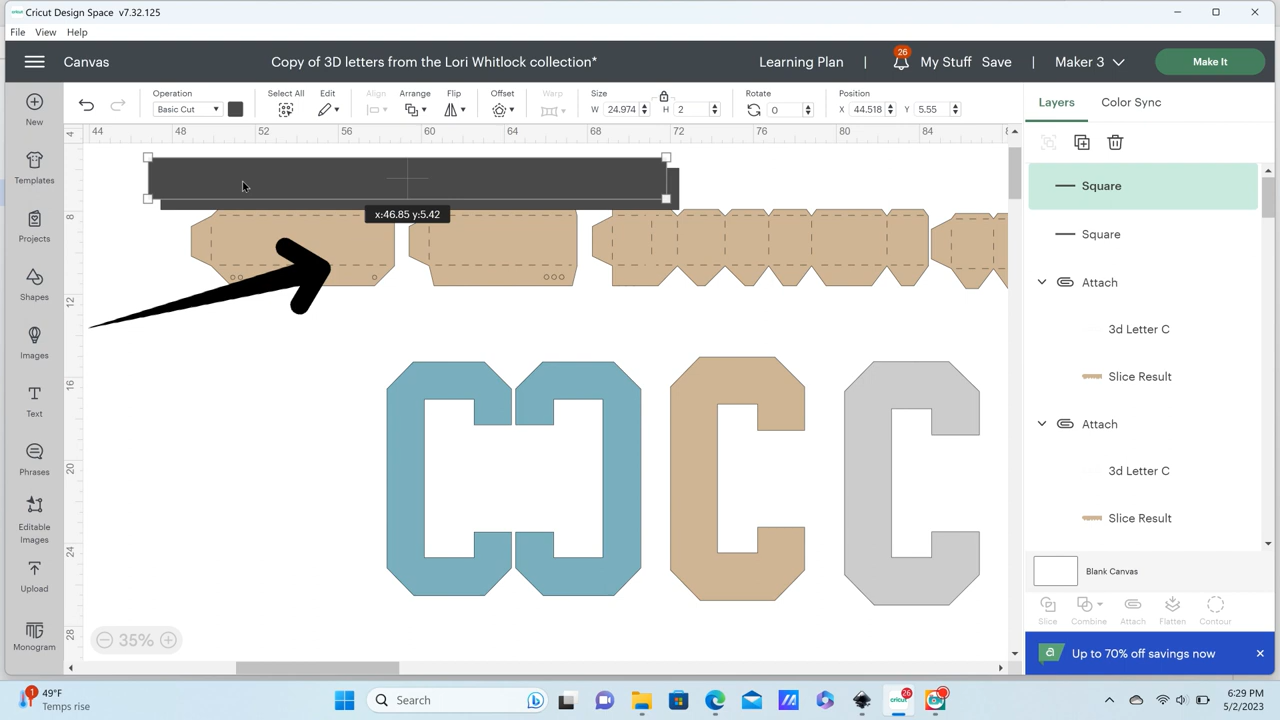 Cricut Design Space v7.32.125
File View Help
Canvas
Copy of 3D letters from the Lori Whitlock collection*
Learning Plan | 26 My Stuff Save | Maker 3 Make It
Operation Select All Edit Align Arrange Flip Offset Warp Size Rotate Position
Basic Cut W 24.974 H 2 0 X 44.518 Y 5.55
44 48 52 56 60 64 68 72 76 80 84 8
4
8
12
16
20
24
28
New
Templates
Projects
Shapes
Images
Text
Phrases
Editable
Images
Upload
Monogram
x:46.85 y:5.42
35%
Layers Color Sync
Square
Square
Attach
3d Letter C
Slice Result
Attach
3d Letter C
Slice Result
Blank Canvas
Slice Combine Attach Flatten Contour
Up to 70% off savings now
1 49°F
Temps rise
Search
cricut 26
6:29 PM
5/2/2023